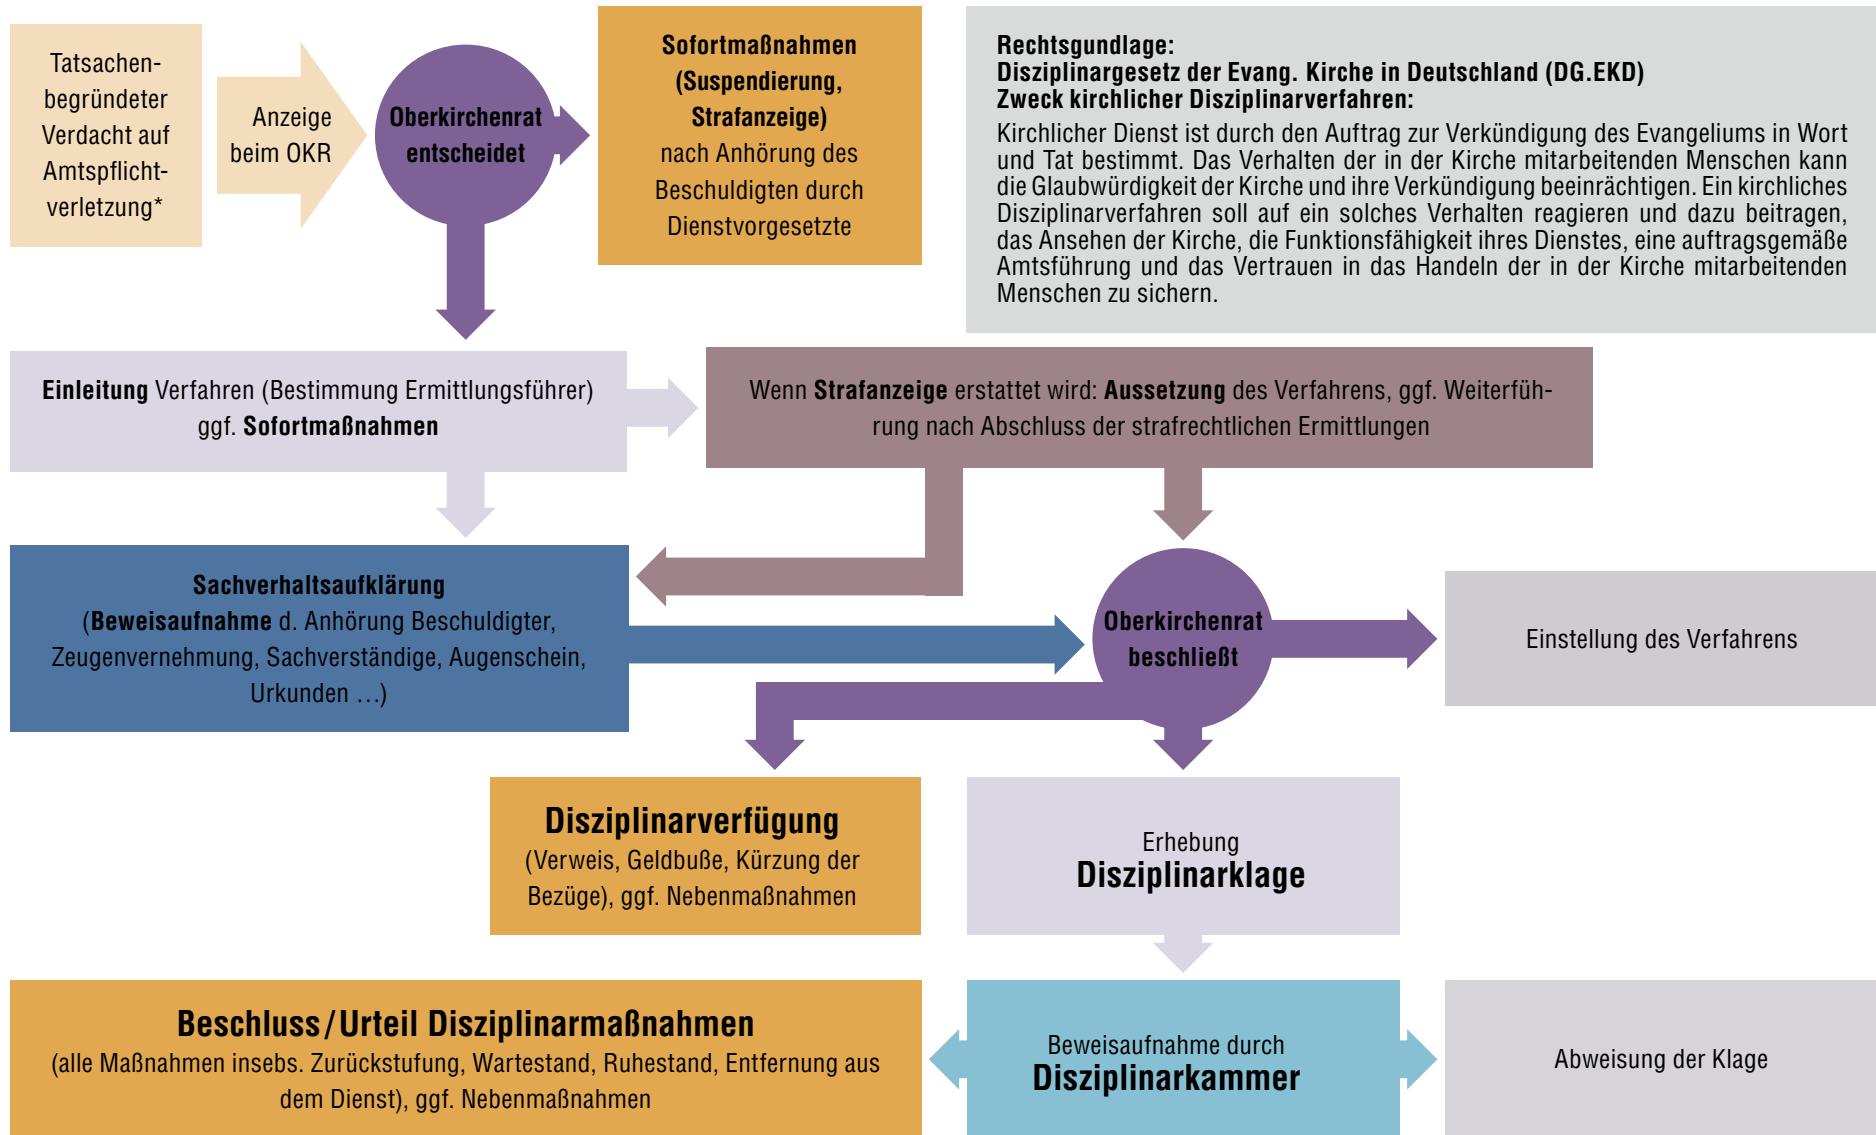 Tatsachen-
begründeter
Verdacht auf
Amtspflicht-
verletzung*
Anzeige
beim OKR
Oberkirchenrat
entscheidet
Sofortmaßnahmen
(Suspendierung,
Strafanzeige)
nach Anhörung des
Beschuldigten durch
Dienstvorgesetzte
Rechtsgundlage:
Disziplinargesetz der Evang. Kirche in Deutschland (DG.EKD)
Zweck kirchlicher Disziplinarverfahren:
Kirchlicher Dienst ist durch den Auftrag zur Verkündigung des Evangeliums in Wort
und Tat bestimmt. Das Verhalten der in der Kirche mitarbeitenden Menschen kann
die Glaubwürdigkeit der Kirche und ihre Verkündigung beeinrächtigen. Ein kirchliches
Disziplinarverfahren soll auf ein solches Verhalten reagieren und dazu beitragen,
das Ansehen der Kirche, die Funktionsfähigkeit ihres Dienstes, eine auftragsgemäße
Amtsführung und das Vertrauen in das Handeln der in der Kirche mitarbeitenden
Menschen zu sichern.
Einleitung Verfahren (Bestimmung Ermittlungsführer)
ggf. Sofortmaßnahmen
Wenn Strafanzeige erstattet wird: Aussetzung des Verfahrens, ggf. Weiterfüh-
rung nach Abschluss der strafrechtlichen Ermittlungen
Sachverhaltsaufklärung
(Beweisaufnahme d. Anhörung Beschuldigter,
Zeugenvernehmung, Sachverständige, Augenschein,
Urkunden …)
Oberkirchenrat
beschließt
Einstellung des Verfahrens
Disziplinarverfügung
(Verweis, Geldbuße, Kürzung der
Bezüge), ggf. Nebenmaßnahmen
Erhebung
Disziplinarklage
Beschluss/Urteil Disziplinarmaßnahmen
(alle Maßnahmen insebs. Zurückstufung, Wartestand, Ruhestand, Entfernung aus
dem Dienst), ggf. Nebenmaßnahmen
Beweisaufnahme durch
Disziplinarkammer
Abweisung der Klage